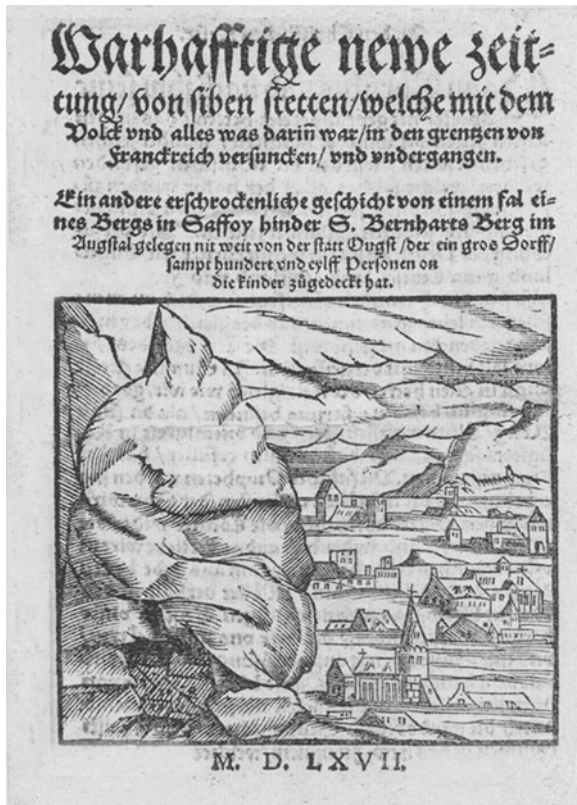 Warhafftige newe zeit-
tung/ von siben stetten/ welche mit dem
Volck vnd alles was dariñ war/ in den grentzen von
Franckreich versuncken/ vnd vndergangen.
Ein andere erschrockenliche geschicht von einem fal ei-
nes Bergs in Saffoy hinder S. Bernharts Berg im
Augstal gelegen nit weit von der statt Ougst/ der ein gros Dorff/
sampt hundert vnd eylff Personen on
die kinder zůgedeckt hat.
M. D. LXVII.